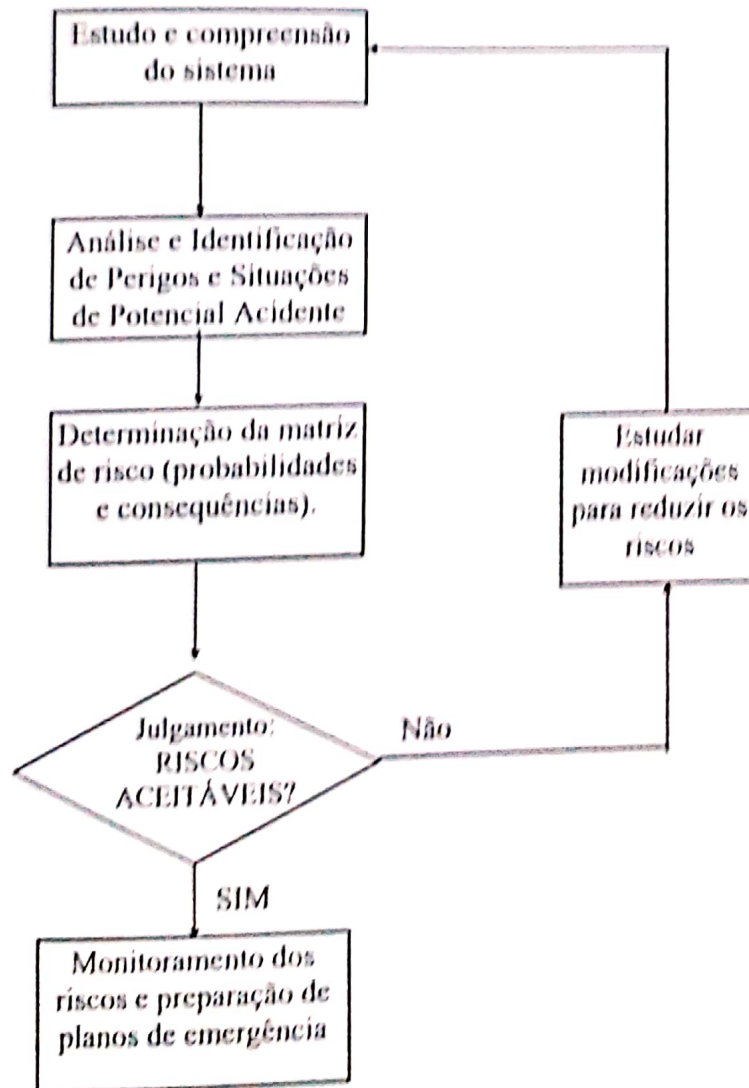 Estudo e compreensão
do sistema
Análise e Identificação
de Perigos e Situações
de Potencial Acidente
Determinação da matriz
de risco (probabilidades
e consequências).
Estudar
modificações
para reduzir os
riscos
Julgamento:
RISCOS
ACEITÁVEIS?
Não
SIM
Monitoramento dos
riscos e preparação de
planos de emergência